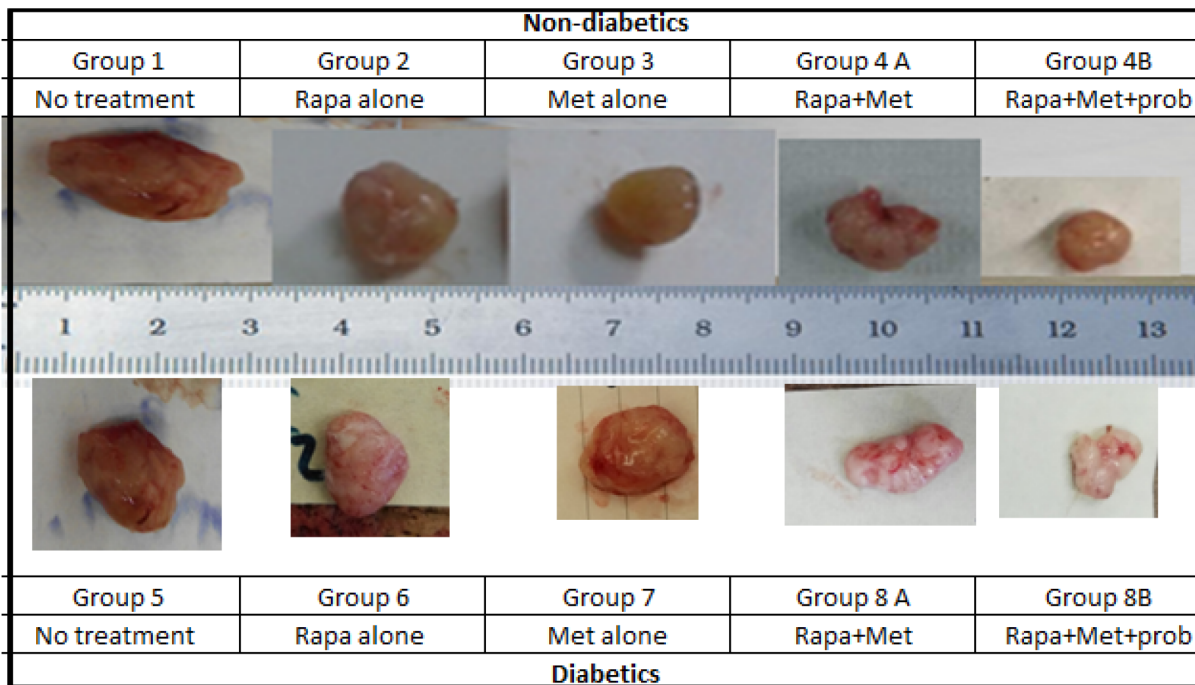 Non-diabetics
Group 1 Group 2 Group 3 Group 4 A Group 4B
No treatment Rapa alone Met alone Rapa+Met Rapa+Met+prob
1 2 3 4 5 6 7 8 9 10 11 12 13
2
Group 5 Group 6 Group 7 Group 8 A Group 8B
No treatment Rapa alone Met alone Rapa+Met Rapa+Met+prob
Diabetics